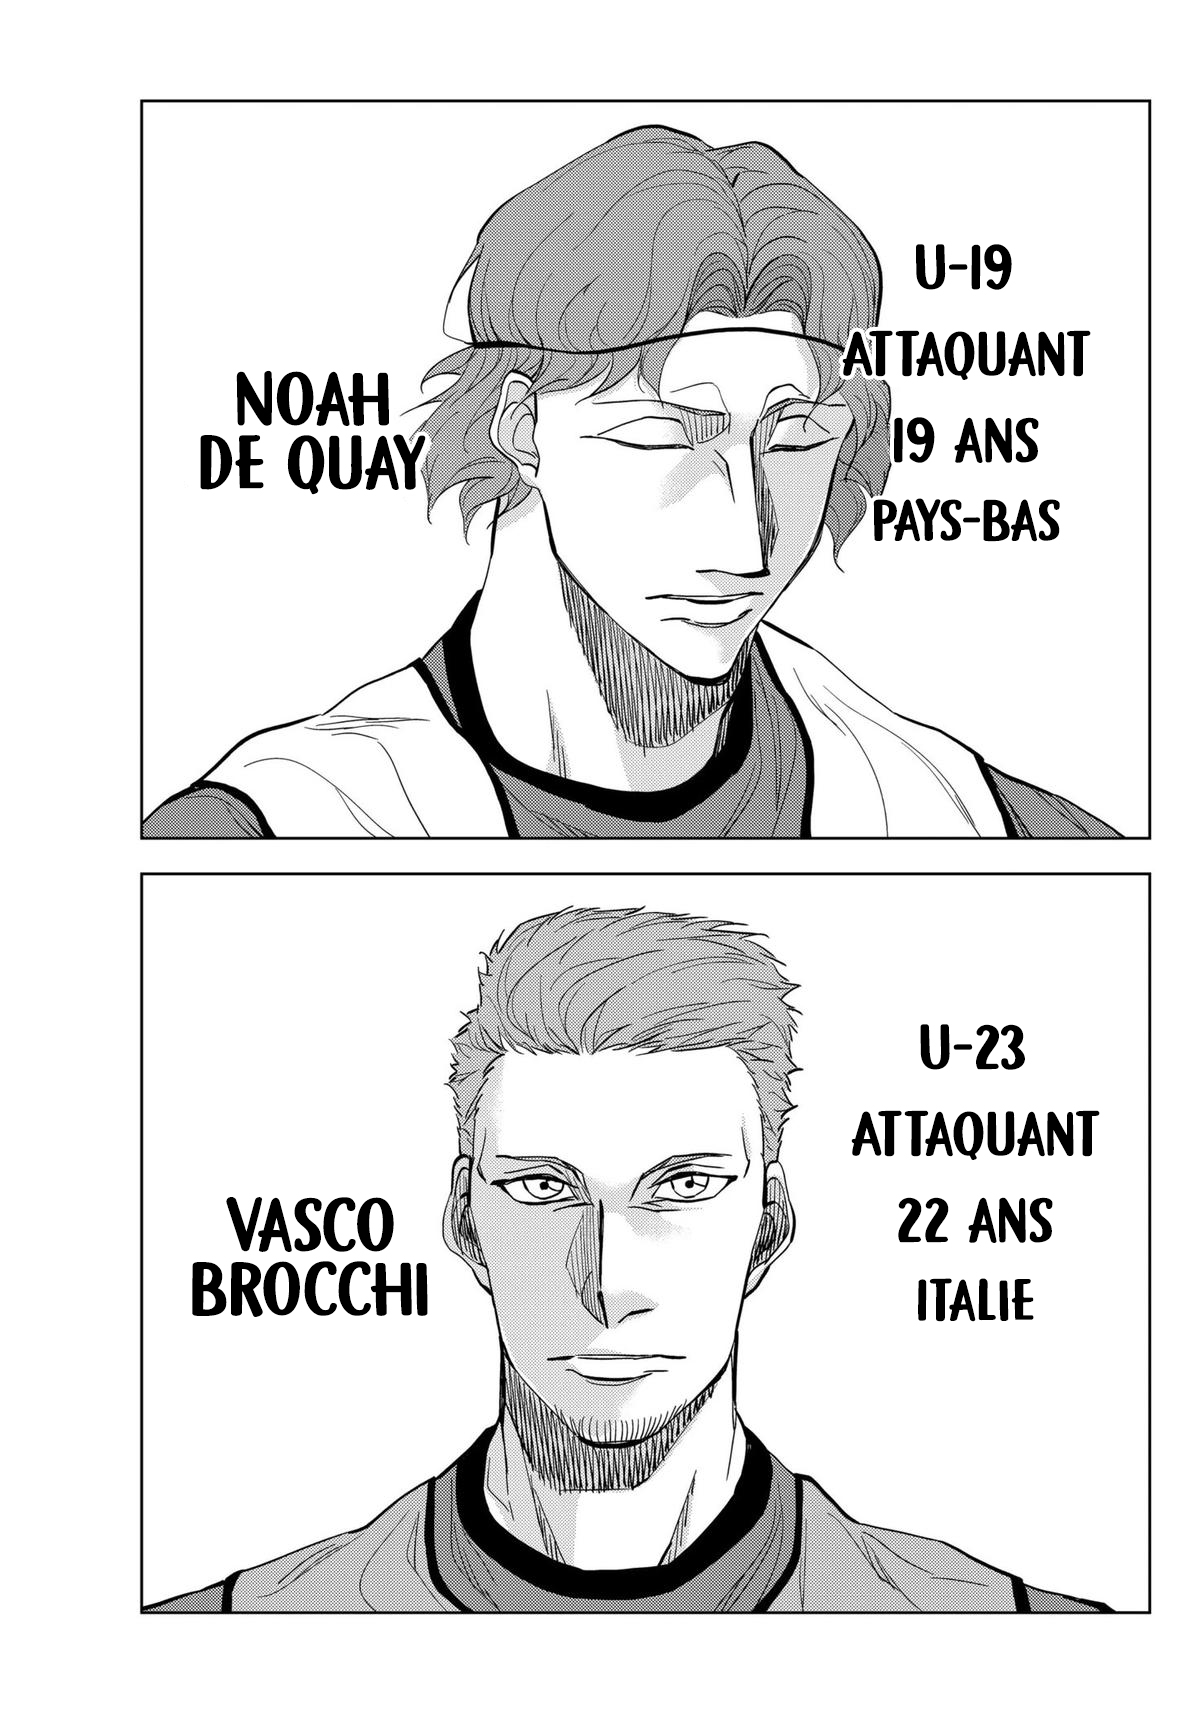 NOAH
DE QUAY
U-19
ATTAQUANT
19 ANS
PAYS-BAS
VASCO
BROCCHI
U-23
ATTAQUANT
22 ANS
ITALIE